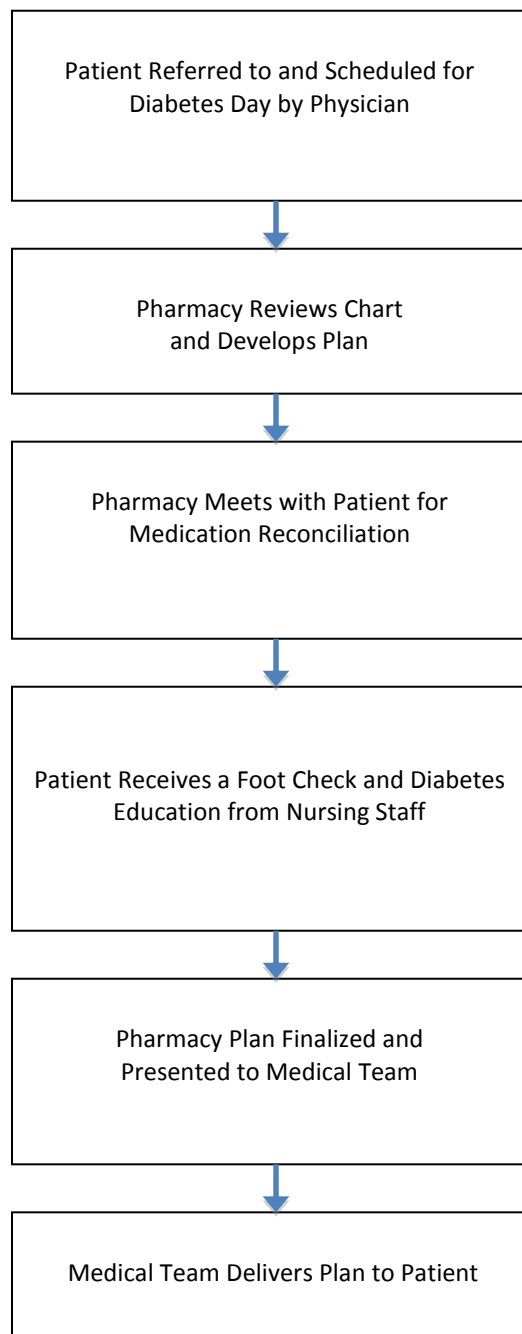 Patient Referred to and Scheduled for
Diabetes Day by Physician
Pharmacy Reviews Chart
and Develops Plan
Pharmacy Meets with Patient for
Medication Reconciliation
Patient Receives a Foot Check and Diabetes
Education from Nursing Staff
Pharmacy Plan Finalized and
Presented to Medical Team
Medical Team Delivers Plan to Patient